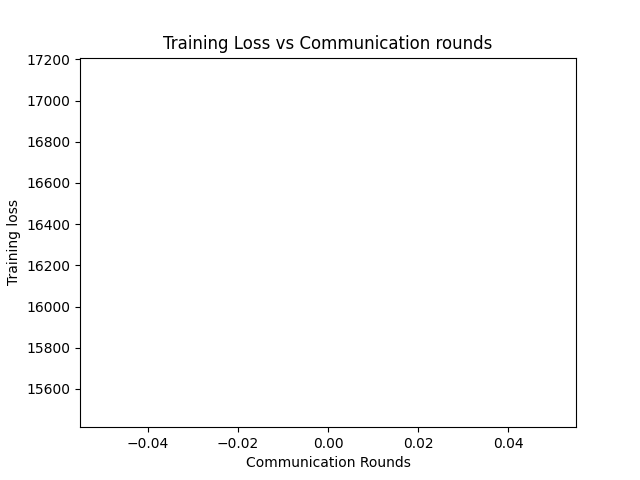 Training Loss vs Communication rounds
17200
17000
16800
16600
16400
16200
16000
15800
15600
Training loss
−0.04 −0.02 0.00 0.02 0.04
Communication Rounds